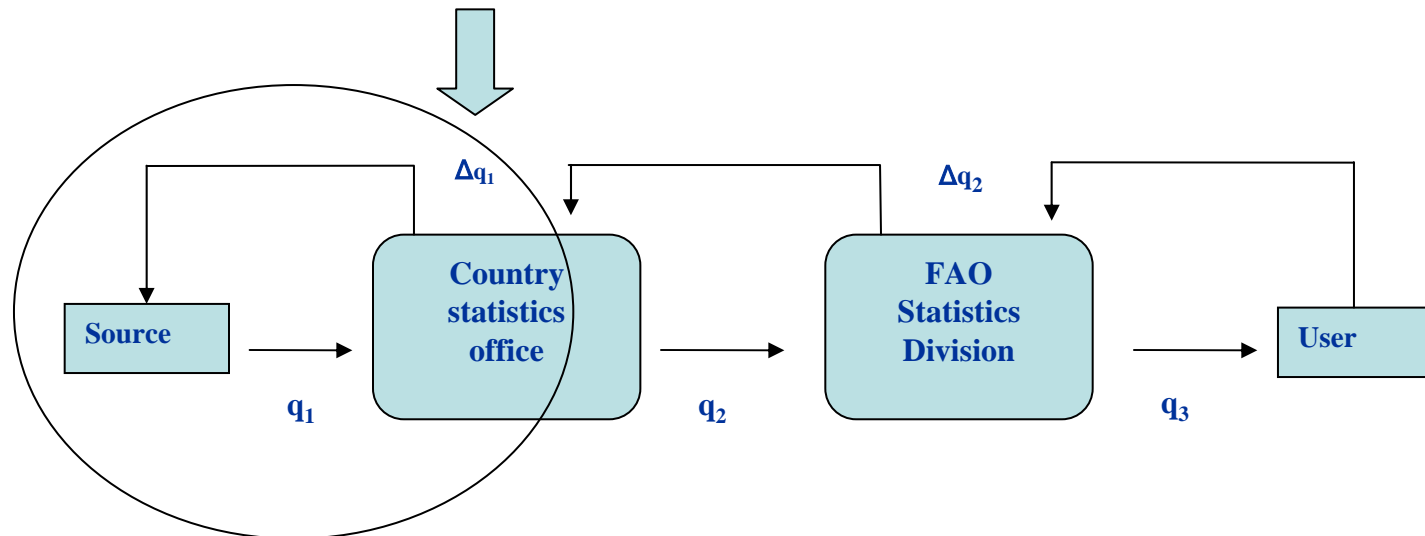 Δq₁
Δq₂
Source
Country
statistics
office
FAO
Statistics
Division
User
q₁
q₂
q₃